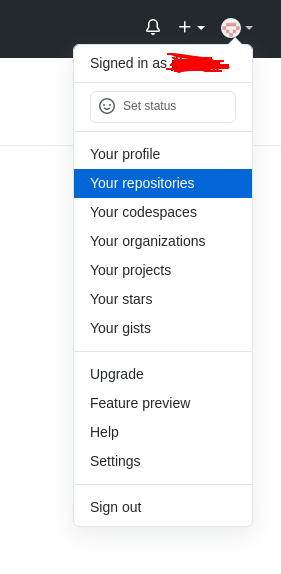 Signed in as
Set status
Your profile
Your repositories
Your codespaces
Your organizations
Your projects
Your stars
Your gists
Upgrade
Feature preview
Help
Settings
Sign out